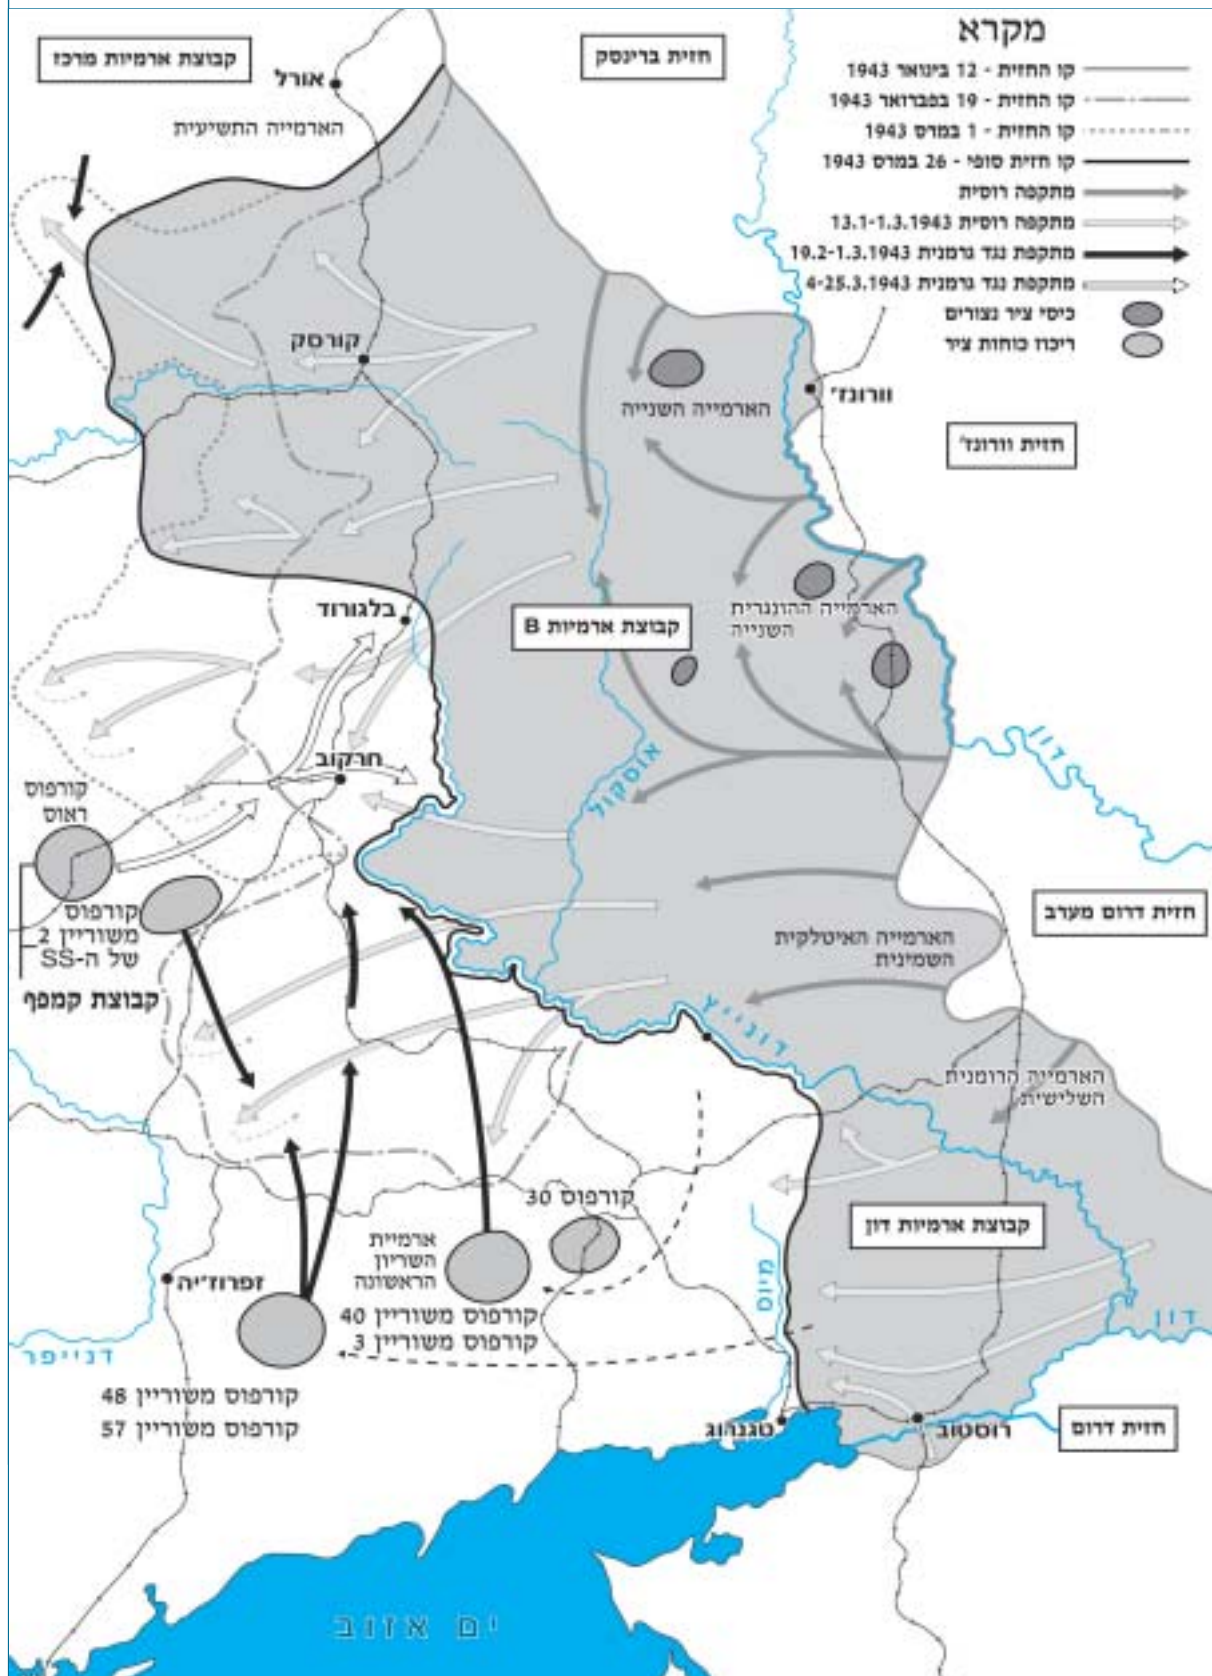 מקרא
קו החזית - 12 בינואר 1943
קו החזית - 19 בפברואר 1943
קו החזית - 1 במרס 1943
קו חזית סופי - 26 במרס 1943
מתקפה רוסית
מתקפה רוסית 13.1-1.3.1943
מתקפת נגד גרמנית 19.2-1.3.1943
מתקפת נגד גרמנית 4-25.3.1943
כיסי ציר נצורים
ריכוז כוחות ציר
חזית ברינסק
קבוצת ארמיות מרכז
אורל
הארמייה התשיעית
קורסק
הארמייה השנייה
וורונז'
חזית וורונז'
הארמייה ההונגרית
השנייה
קבוצת ארמיות B
בלגורוד
דון
אוסקול
חרקוב
קורפוס
ראוס
קורפוס
משוריין 2
של ה-SS
קבוצת קמפף
חזית דרום מערב
הארמייה האיטלקית
השמינית
דונייץ
הארמייה הרומנית
השלישית
קבוצת ארמיות דון
קורפוס 30
ארמיית
השריון
הראשונה
קורפוס משוריין 40
קורפוס משוריין 3
זפרוז'יה
דנייפר
קורפוס משוריין 48
קורפוס משוריין 57
מיוס
דון
חזית דרום
רוסטוב
טגנרוג
ים אזוב